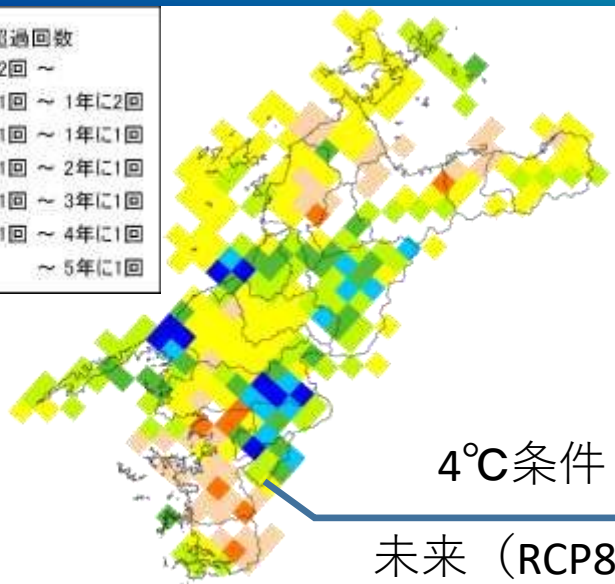 超過回数
2回 ～
1回 ～ 1年に2回
1回 ～ 1年に1回
1回 ～ 2年に1回
1回 ～ 3年に1回
1回 ～ 4年に1回
～ 5年に1回
4℃条件
未来（RCP8